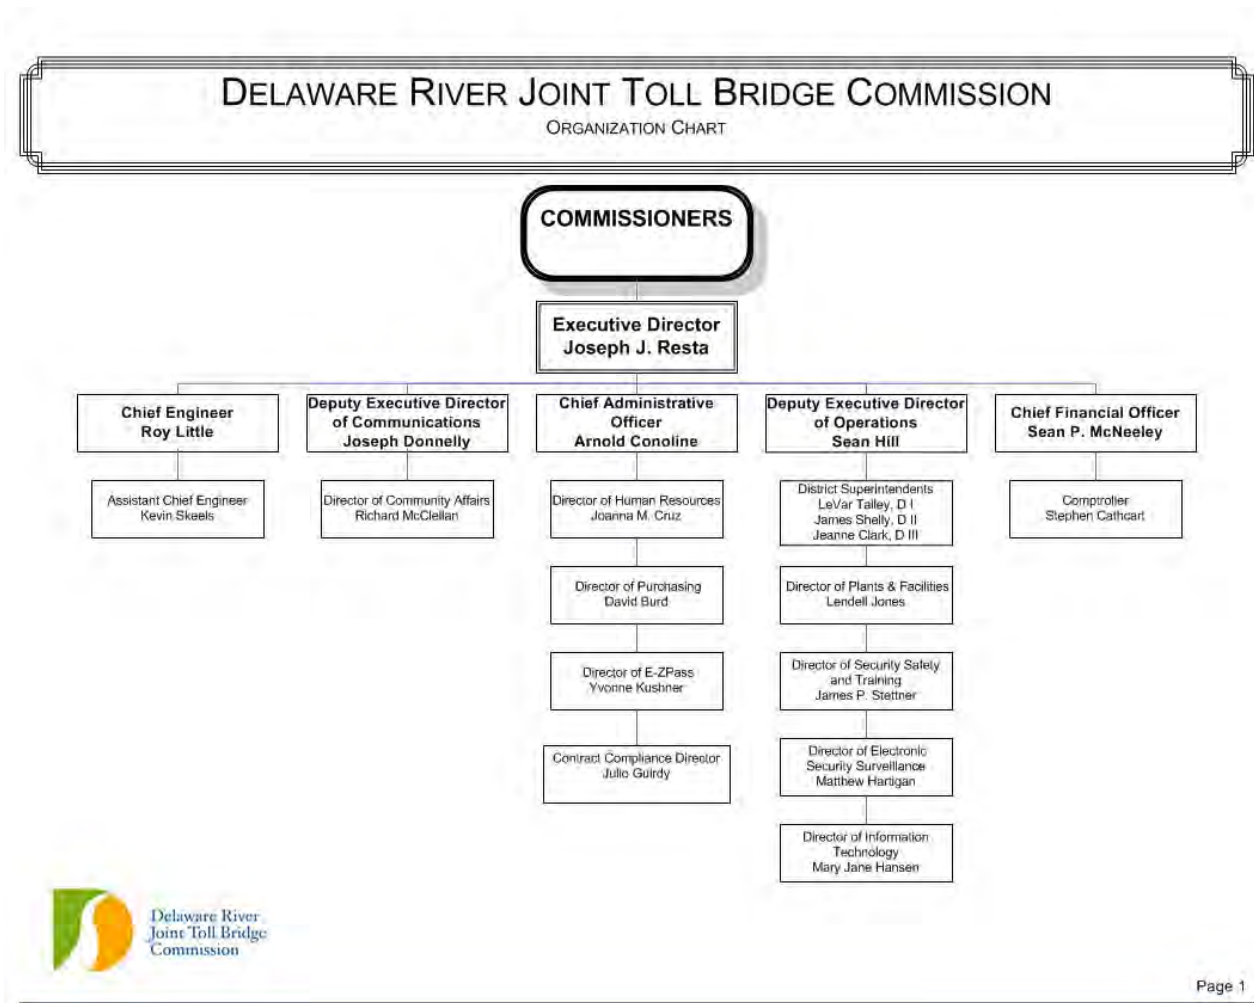 DELAWARE RIVER JOINT TOLL BRIDGE COMMISSION
ORGANIZATION CHART
COMMISSIONERS
Executive Director
Joseph J. Resta
Chief Engineer
Roy Little
Deputy Executive Director
of Communications
Joseph Donnelly
Chief Administrative
Officer
Arnold Conoline
Deputy Executive Director
of Operations
Sean Hill
Chief Financial Officer
Sean P. McNeeley
Assistant Chief Engineer
Kevin Skeels
Director of Community Affairs
Richard McClellan
Director of Human Resources
Joanna M. Cruz
District Superintendents
LeVar Talley, D I
James Shelly, D II
Jeanne Clark, D III
Comptroller
Stephen Cathcart
Director of Purchasing
David Burd
Director of Plants & Facilities
Lendell Jones
Director of E-ZPass
Yvonne Kushner
Director of Security Safety
and Training
James P. Stettner
Contract Compliance Director
Julio Guirdy
Director of Electronic
Security Surveillance
Matthew Hartigan
Director of Information
Technology
Mary Jane Hansen
Delaware River
Joint Toll Bridge
Commission
Page 1